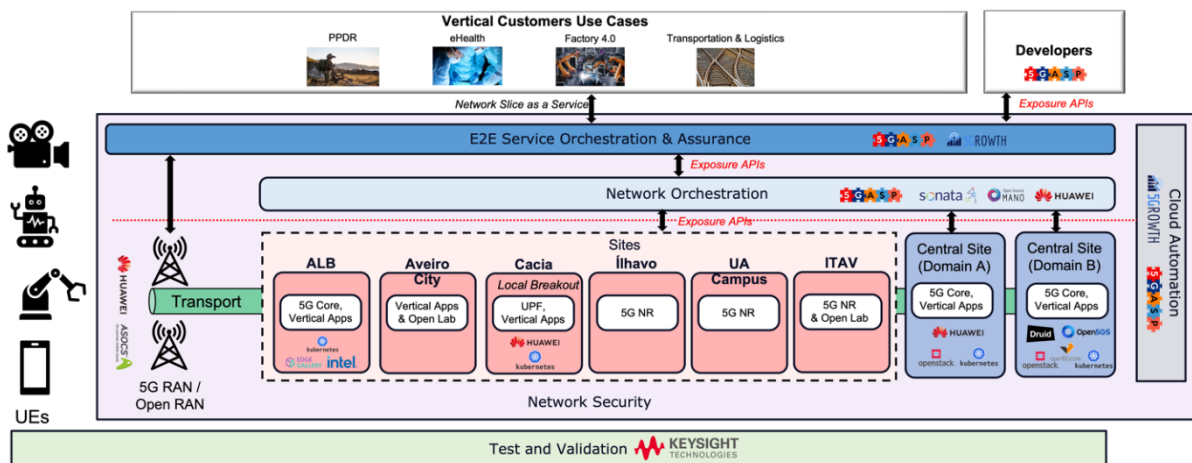 Vertical Customers Use Cases
PPDR
eHealth
Factory 4.0
Transportation & Logistics
Developers
5GASP
Network Slice as a Service
Exposure APIs
E2E Service Orchestration & Assurance
5GASP
5GROWTH
Exposure APIs
Network Orchestration
5GASP
sonata
Open Source
MANO
HUAWEI
Exposure APIs
Cloud Automation
5GROWTH
5GASP
Sites
ALB
Aveiro
City
Cacia
Local Breakout
Ílhavo
UA
Campus
ITAV
Central Site
(Domain A)
Central Site
(Domain B)
HUAWEI
ASOCS
Transport
5G Core,
Vertical Apps
Vertical Apps
& Open Lab
UPF,
Vertical Apps
5G NR
5G NR
5G NR
& Open Lab
5G Core,
Vertical Apps
5G Core,
Vertical Apps
kubernetes
EDGE
GALLERY
intel.
HUAWEI
kubernetes
HUAWEI
openstack.
kubernetes
Druid
Open5GS
open5Gcore
openstack.
kubernetes
5G RAN /
Open RAN
UEs
Network Security
Test and Validation
KEYSIGHT
TECHNOLOGIES